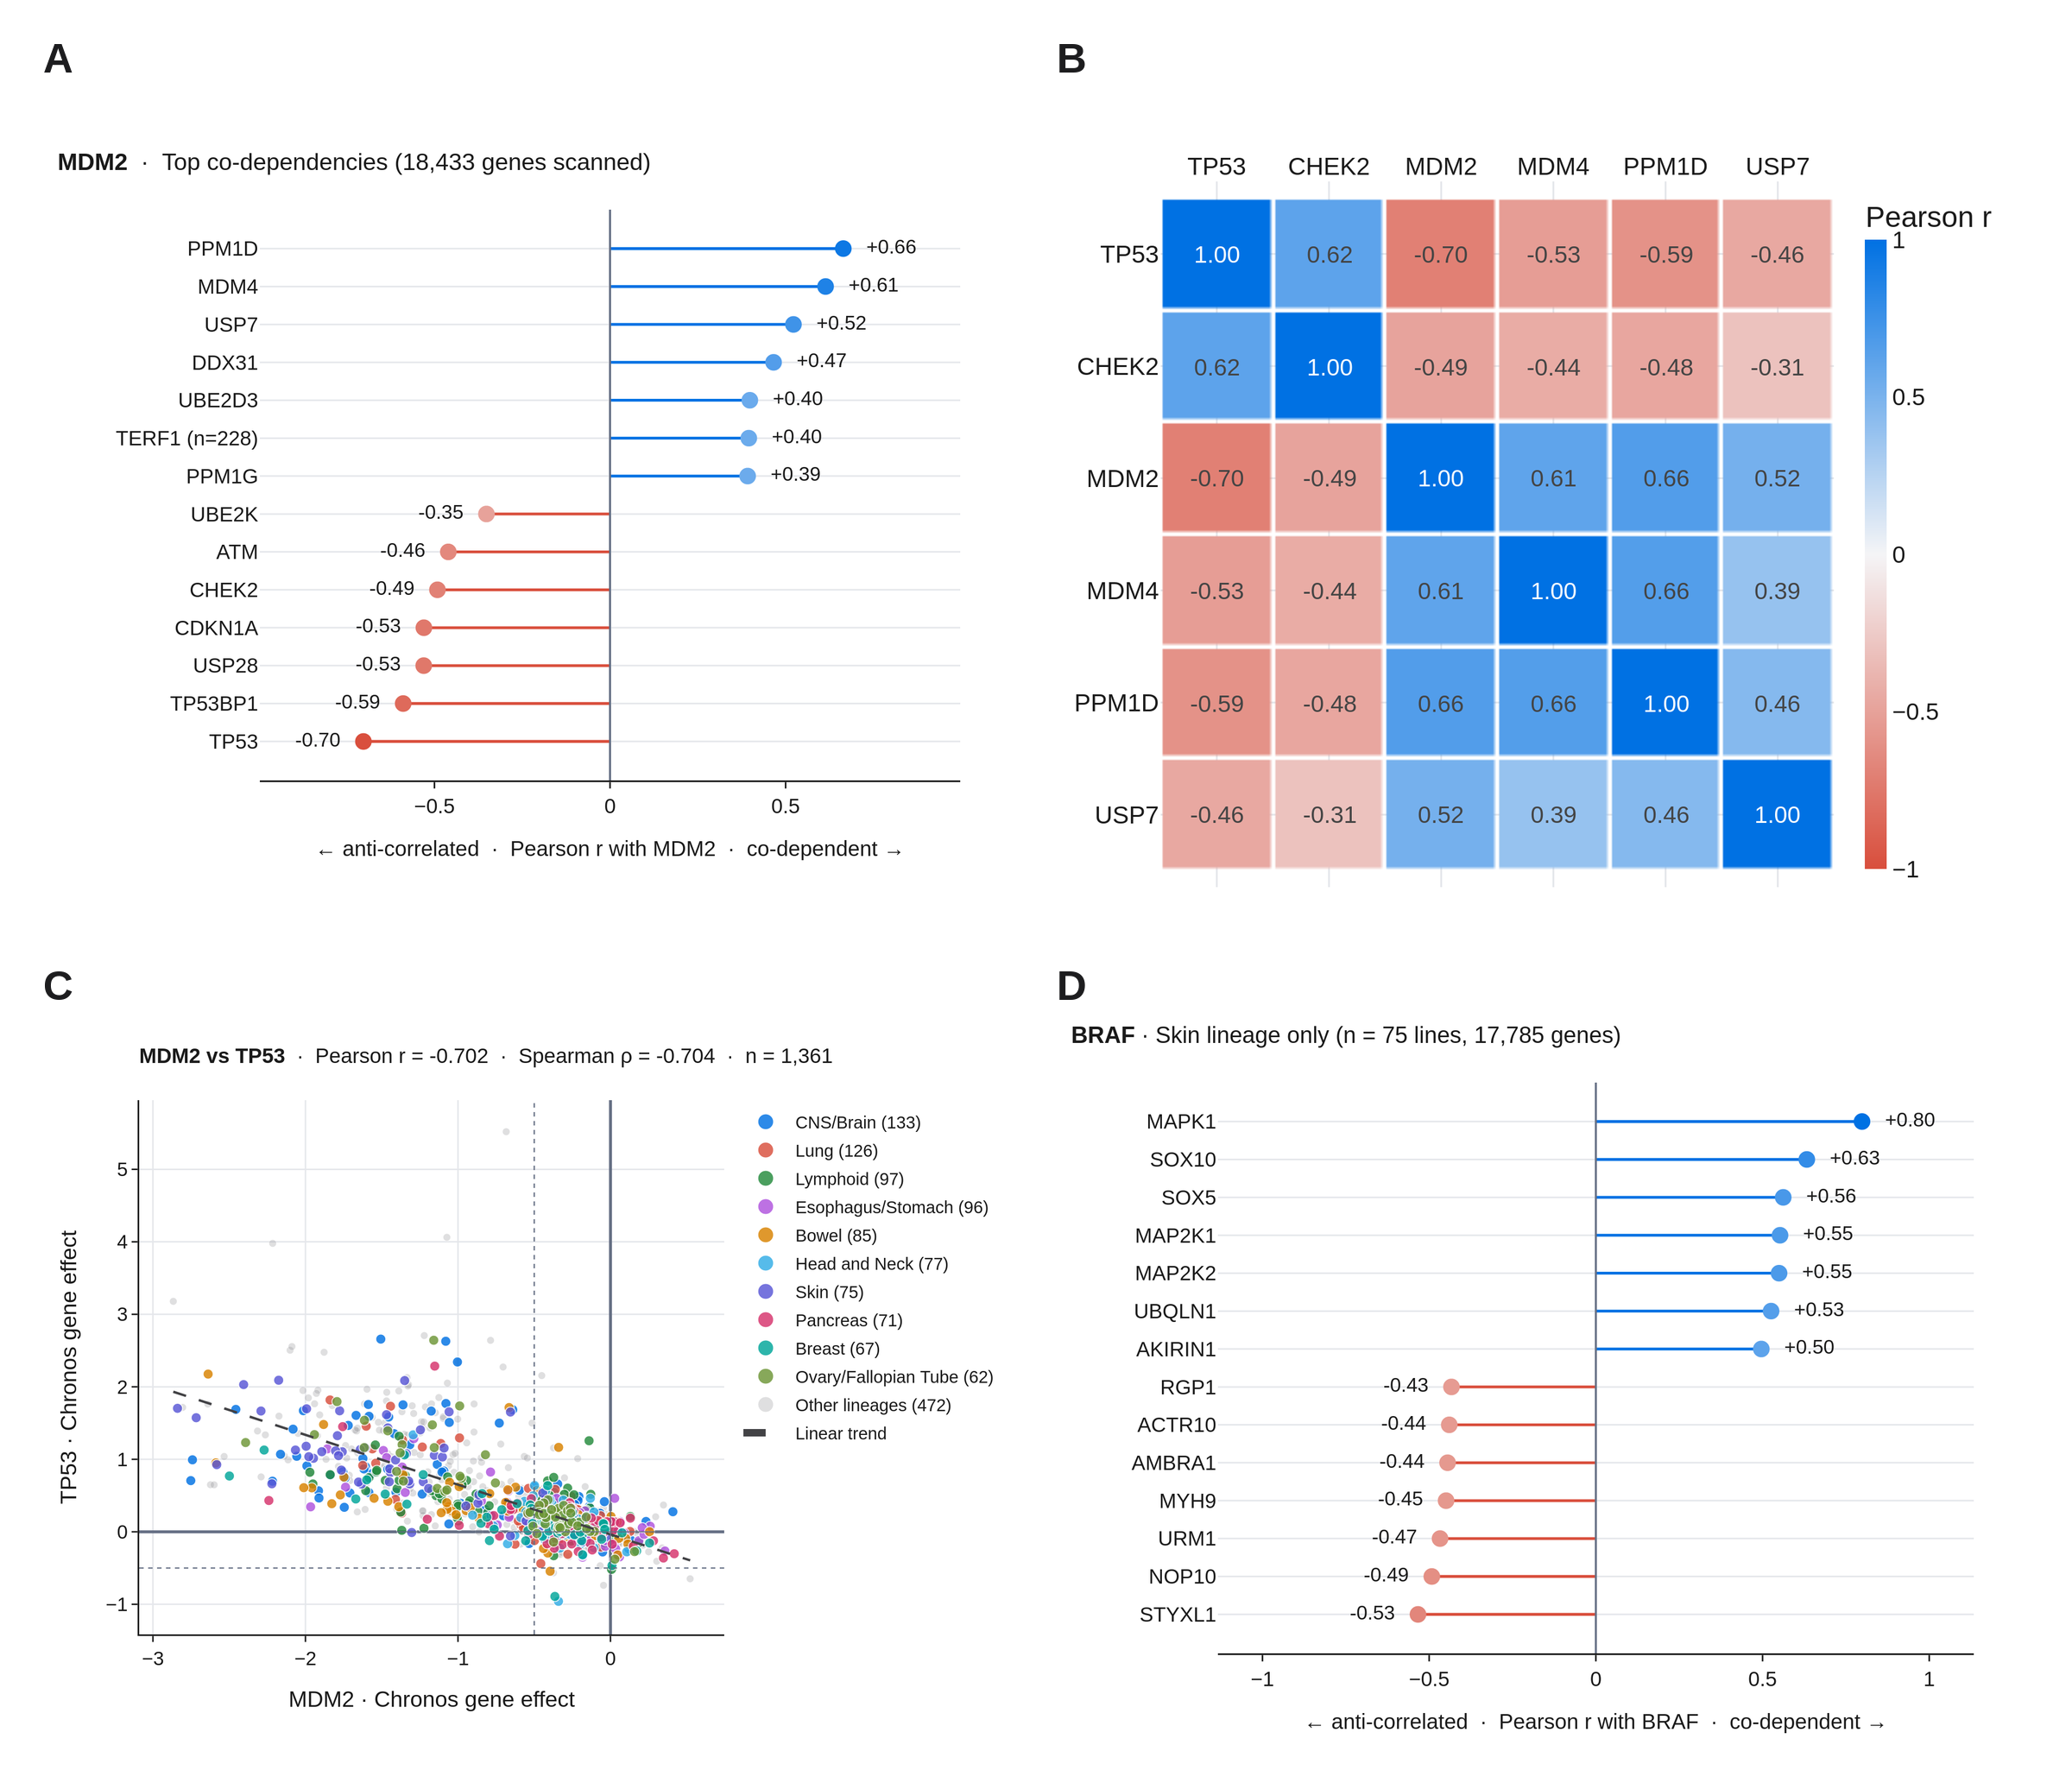 A
MDM2 · Top co-dependencies (18,433 genes scanned)
PPM1D +0.66
MDM4 +0.61
USP7 +0.52
DDX31 +0.47
UBE2D3 +0.40
TERF1 (n=228) +0.40
PPM1G +0.39
UBE2K -0.35
ATM -0.46
CHEK2 -0.49
CDKN1A -0.53
USP28 -0.53
TP53BP1 -0.59
TP53 -0.70
−0.5 0 0.5
← anti-correlated · Pearson r with MDM2 · co-dependent →
B
TP53 CHEK2 MDM2 MDM4 PPM1D USP7
TP53 1.00 0.62 -0.70 -0.53 -0.59 -0.46
CHEK2 0.62 1.00 -0.49 -0.44 -0.48 -0.31
MDM2 -0.70 -0.49 1.00 0.61 0.66 0.52
MDM4 -0.53 -0.44 0.61 1.00 0.66 0.39
PPM1D -0.59 -0.48 0.66 0.66 1.00 0.46
USP7 -0.46 -0.31 0.52 0.39 0.46 1.00
Pearson r
1
0.5
0
−0.5
−1
C
MDM2 vs TP53 · Pearson r = -0.702 · Spearman ρ = -0.704 · n = 1,361
TP53 · Chronos gene effect
5
4
3
2
1
0
−1
−3 −2 −1 0
MDM2 · Chronos gene effect
CNS/Brain (133)
Lung (126)
Lymphoid (97)
Esophagus/Stomach (96)
Bowel (85)
Head and Neck (77)
Skin (75)
Pancreas (71)
Breast (67)
Ovary/Fallopian Tube (62)
Other lineages (472)
Linear trend
D
BRAF · Skin lineage only (n = 75 lines, 17,785 genes)
MAPK1 +0.80
SOX10 +0.63
SOX5 +0.56
MAP2K1 +0.55
MAP2K2 +0.55
UBQLN1 +0.53
AKIRIN1 +0.50
RGP1 -0.43
ACTR10 -0.44
AMBRA1 -0.44
MYH9 -0.45
URM1 -0.47
NOP10 -0.49
STYXL1 -0.53
−1 −0.5 0 0.5 1
← anti-correlated · Pearson r with BRAF · co-dependent →